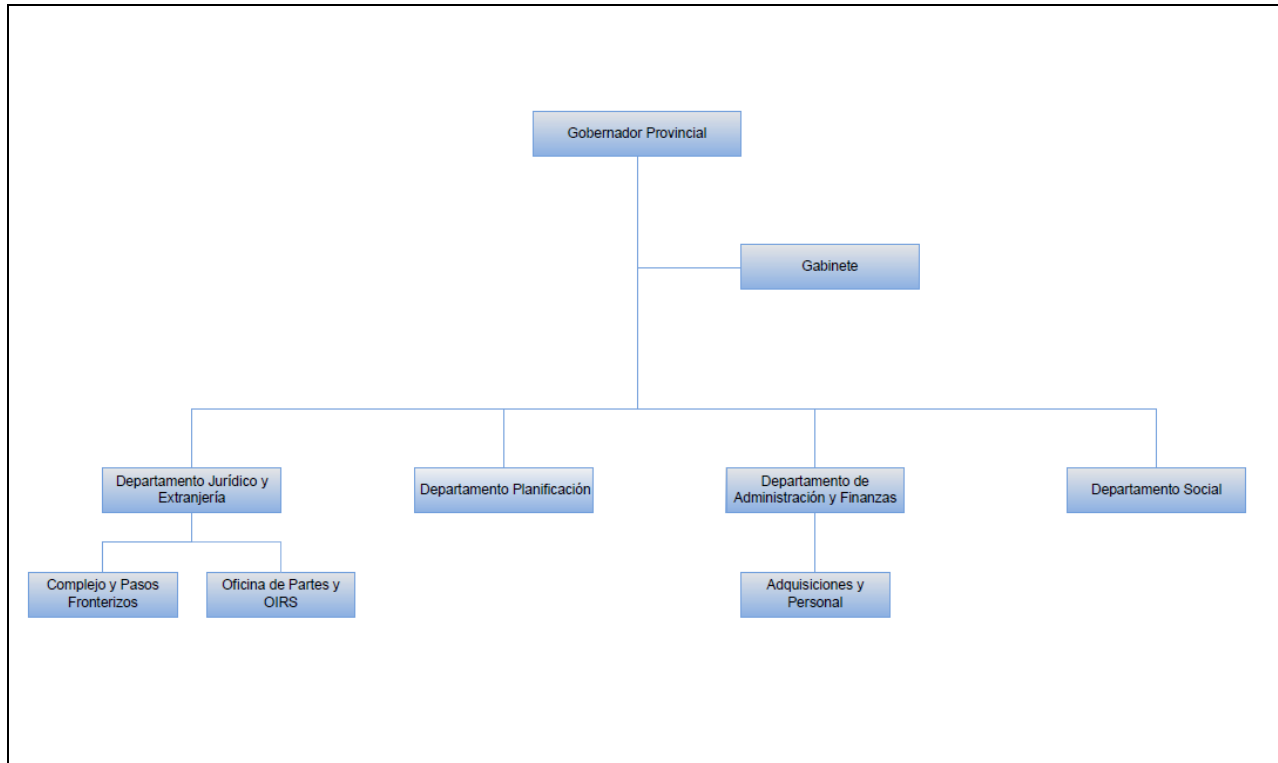 Gobernador Provincial
Gabinete
Departamento Jurídico y
Extranjería
Departamento Planificación
Departamento de
Administración y Finanzas
Departamento Social
Complejo y Pasos
Fronterizos
Oficina de Partes y
OIRS
Adquisiciones y
Personal